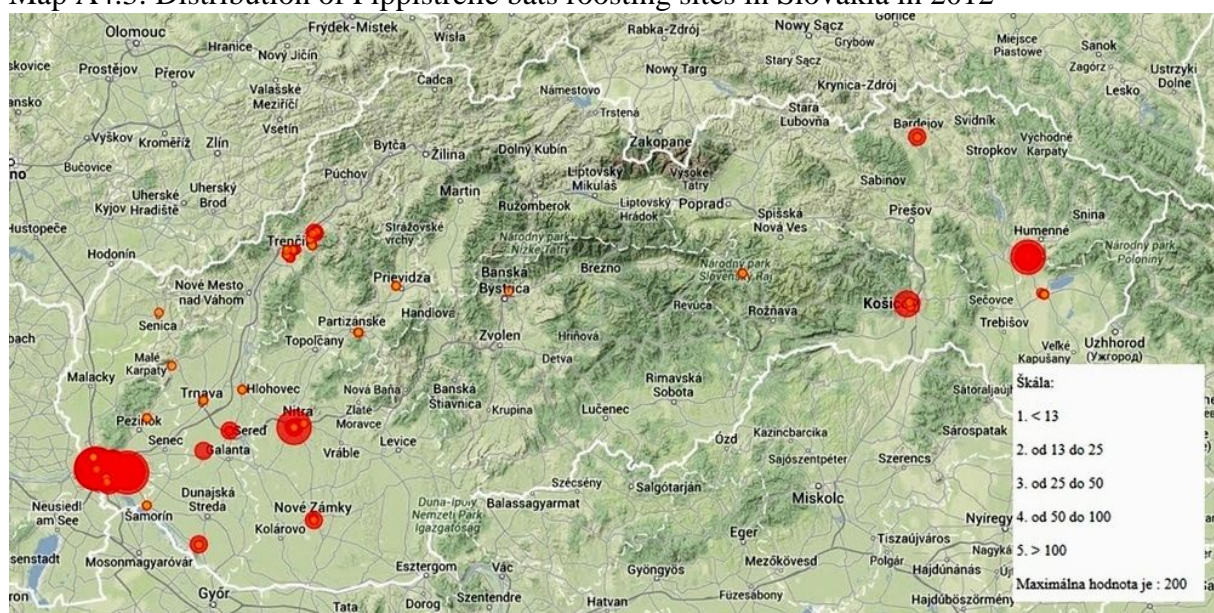 Map A4.3. Distribution of Pippistrelle bats roosting sites in Slovakia in 2012
Olomouc
Frýdek-Místek
Wisła
Rabka-Zdrój
Nowy Sącz
Gorlice
Hranice
Nový Jičín
Grybów
Miejsce
Piastowe
Sanok
Prostějov
Přerov
Stary Sącz
Zagórz
Lesko
Ustrzyki
Dolne
Valašské
Meziříčí
Čadca
Námestovo
Nowy Targ
Krynica-Zdrój
Vsetín
Trstená
Stará
Ľubovňa
Bardejov
Svidník
Vyškov
Kroměříž
Zlín
Bytča
Žilina
Dolný Kubín
Zakopane
Stropkov
Východné
Karpaty
Bučovice
Púchov
Martin
Liptovský
Mikuláš
Vysoké
Tatry
Sabinov
Kyjov
Uherské
Hradiště
Uherský
Brod
Ružomberok
Liptovský
Hrádok
Poprad
Spišská
Nová Ves
Prešov
Snina
Hustopeče
Hodonín
Strážovské
vrchy
Národný park
Nízke Tatry
Humenné
Národný park
Poloniny
Nové Mesto
nad Váhom
Prievidza
Banská
Bystrica
Brezno
Národný park
Slovenský Raj
Senica
Partizánske
Handlová
Revúca
Rožňava
Sečovce
Trebišov
Topoľčany
Zvolen
Hriňová
Veľké
Kapušany
Uzhhorod
(Ужгород)
Malacky
Malé
Karpaty
Detva
Trnava
Hlohovec
Nová Baňa
Banská
Štiavnica
Krupina
Rimavská
Sobota
Pezinok
Nitra
Zlaté
Moravce
Lučenec
Kazincbarcika
Sárospatak
Senec
Sereď
Levice
Ózd
Galanta
Vráble
Sajószentpéter
Szerencs
Szécsény
Salgótarján
Neusiedl
am See
Šamorín
Dunajská
Streda
Nové Zámky
Duna-Ipoly
Nemzeti Park
Igazgatóság
Balassagyarmat
Miskolc
Kolárovo
Eger
Tiszaújváros
Mosonmagyaróvár
Esztergom
Vác
Gyöngyös
Mezőkövesd
Hajdúnánás
Győr
Tata
Dorog
Szentendre
Hatvan
Füzesabony
Hajdúböszörmény
Škála:
1. < 13
2. od 13 do 25
3. od 25 do 50
4. od 50 do 100
5. > 100
Maximálna hodnota je : 200